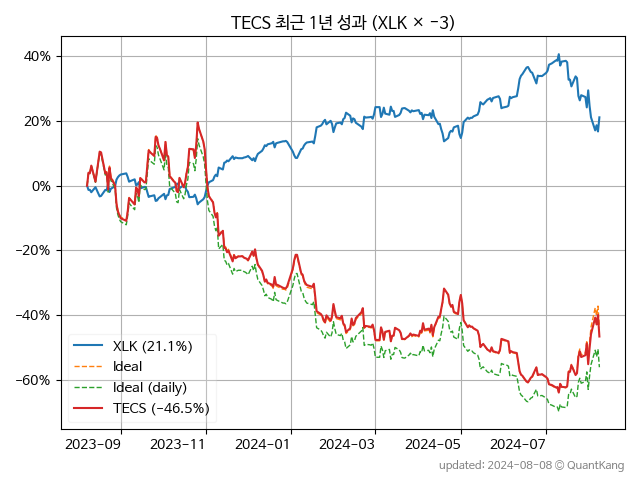 TECS 최근 1년 성과 (XLK × −3)
40%
20%
0%
−20%
−40%
−60%
XLK (21.1%)
Ideal
Ideal (daily)
TECS (−46.5%)
2023-09
2023-11
2024-01
2024-03
2024-05
2024-07
updated: 2024-08-08 © QuantKang